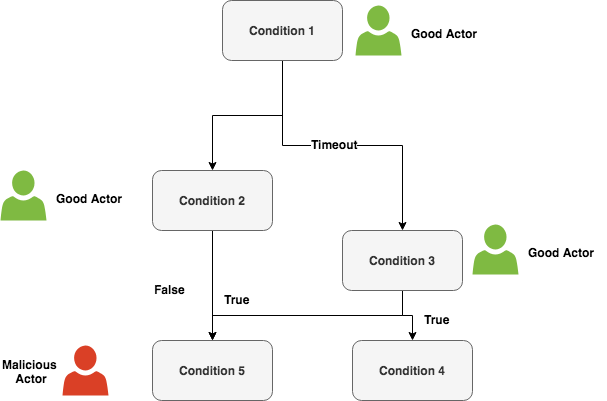 Condition 1
Good Actor
Timeout
Good Actor
Condition 2
Condition 3
Good Actor
False
True
True
Malicious
Actor
Condition 5
Condition 4